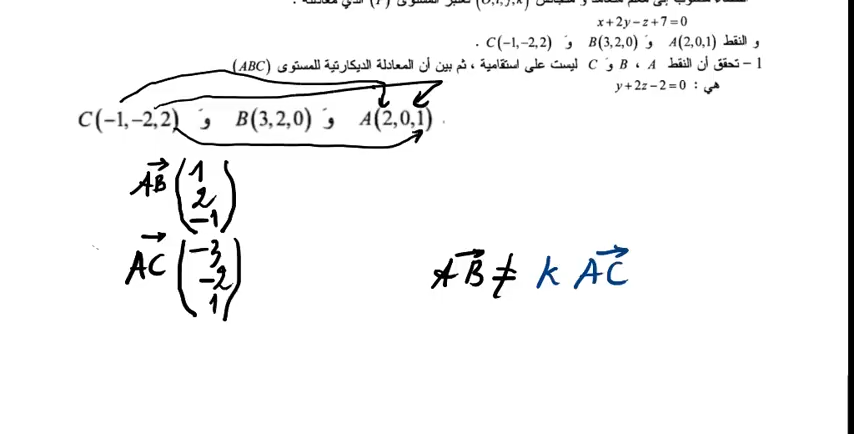 (P) الذي معادلته :
x+2y−z+7=0
و النقط A(2,0,1) و B(3,2,0) و C(−1,−2,2) .
1 – تحقق أن النقط A ، B و C ليست على استقامية ، ثم بين أن المعادلة الديكارتية للمستوى (ABC)
هي : y+2z−2=0
A(2,0,1) و B(3,2,0) و C(−1,−2,2) .
AB (1
2
−1)
AC (−3
−2
1)
AB ≠ k AC